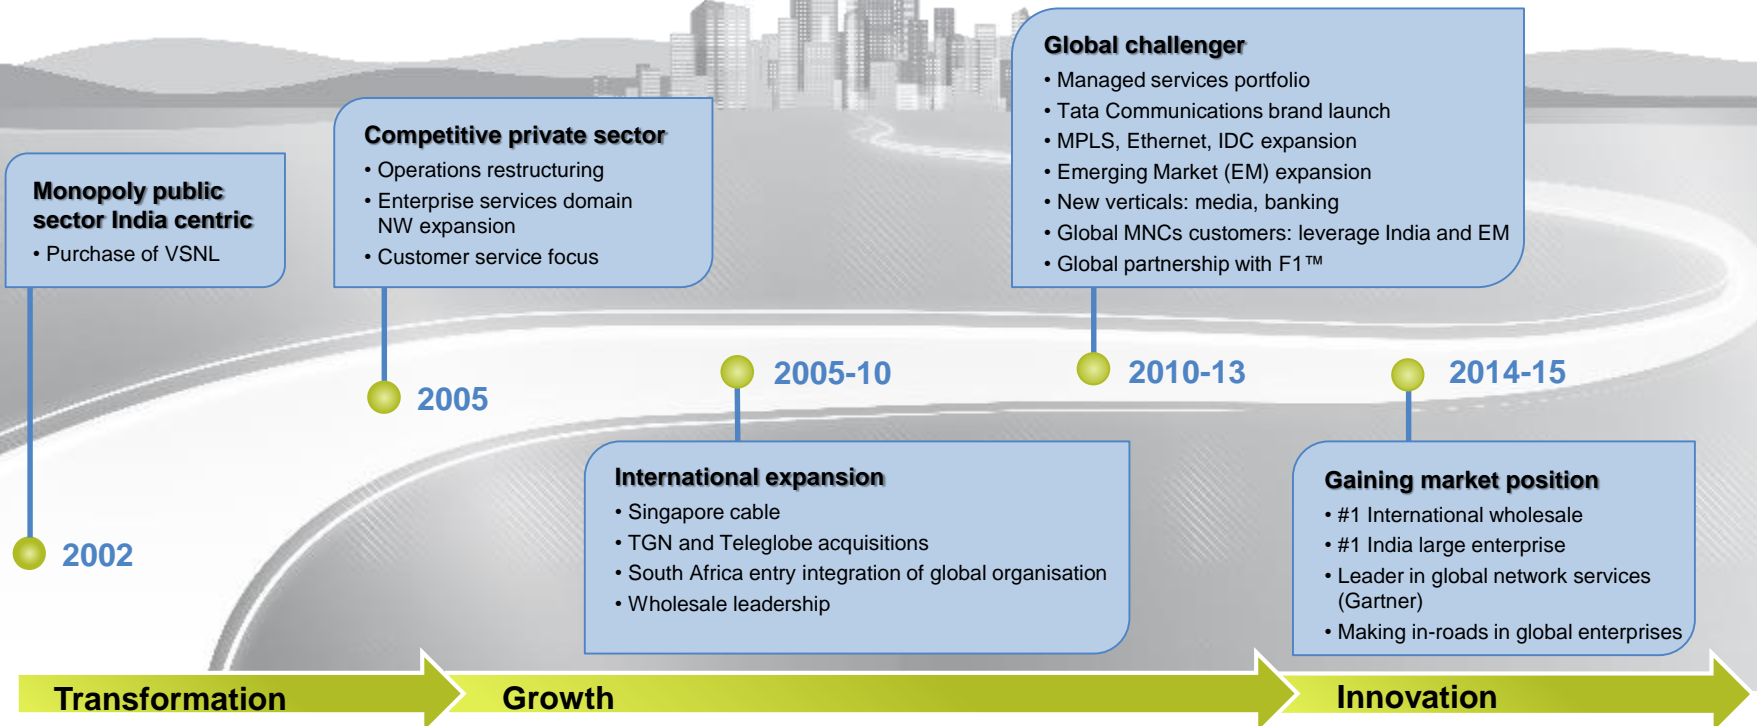 Monopoly public
sector India centric
• Purchase of VSNL
2002
Competitive private sector
• Operations restructuring
• Enterprise services domain
NW expansion
• Customer service focus
2005
2005-10
International expansion
• Singapore cable
• TGN and Teleglobe acquisitions
• South Africa entry integration of global organisation
• Wholesale leadership
Global challenger
• Managed services portfolio
• Tata Communications brand launch
• MPLS, Ethernet, IDC expansion
• Emerging Market (EM) expansion
• New verticals: media, banking
• Global MNCs customers: leverage India and EM
• Global partnership with F1™
2010-13
2014-15
Gaining market position
• #1 International wholesale
• #1 India large enterprise
• Leader in global network services
(Gartner)
• Making in-roads in global enterprises
Transformation
Growth
Innovation